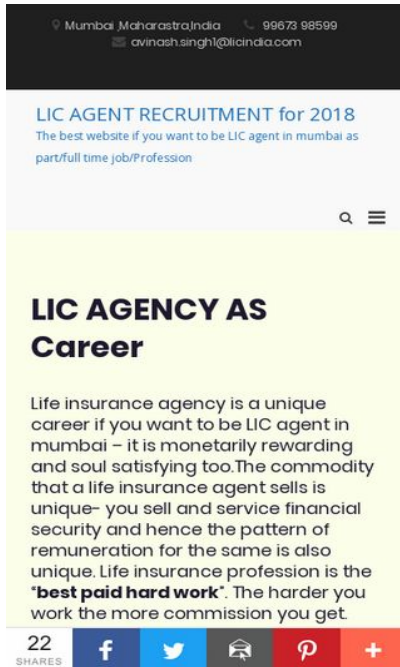 Mumbai ,Maharastra,India 99673 98599
avinash.singh1@licindia.com
LIC AGENT RECRUITMENT for 2018
The best website if you want to be LIC agent in mumbai as
part/full time job/Profession
LIC AGENCY AS
Career
Life insurance agency is a unique
career if you want to be LIC agent in
mumbai – it is monetarily rewarding
and soul satisfying too.The commodity
that a life insurance agent sells is
unique- you sell and service financial
security and hence the pattern of
remuneration for the same is also
unique. Life insurance profession is the
"best paid hard work". The harder you
work the more commission you get.
22
SHARES